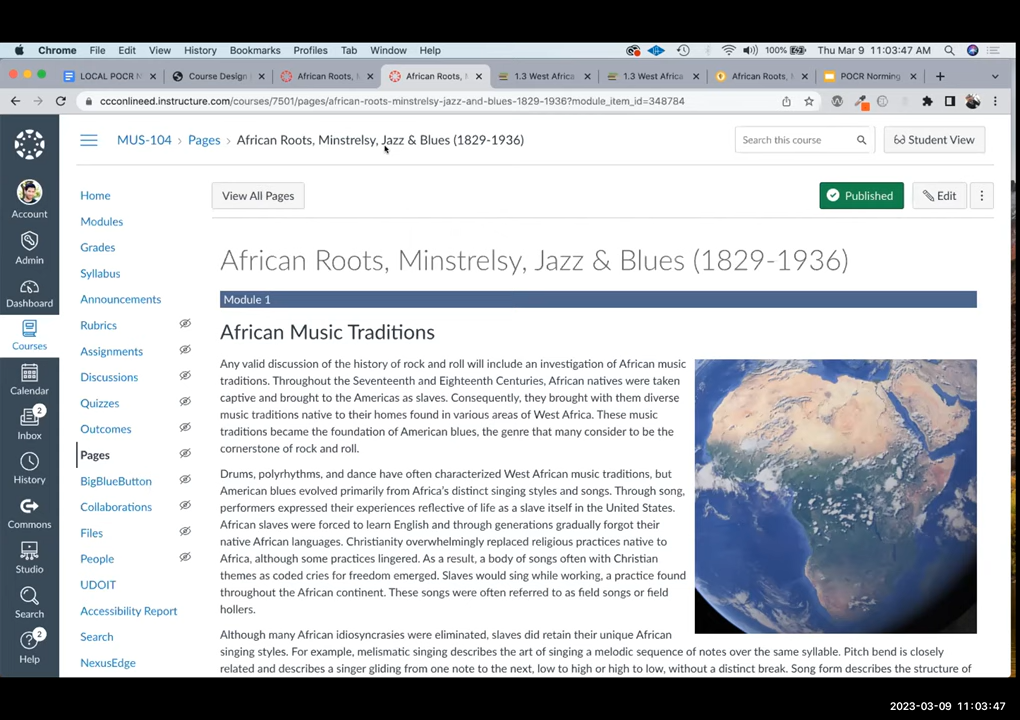 Chrome File Edit View History Bookmarks Profiles Tab Window Help 100% Thu Mar 9 11:03:47 AM
LOCAL POCR N Course Design African Roots, African Roots, 1.3 West Africa 1.3 West Africa African Roots, POCR Norming
ccconlineed.instructure.com/courses/7501/pages/african-roots-minstrelsy-jazz-and-blues-1829-1936?module_item_id=348784
MUS-104 › Pages › African Roots, Minstrelsy, Jazz & Blues (1829-1936)
Search this course
Student View
Account
Admin
Dashboard
Courses
Calendar
2
Inbox
History
Commons
Studio
Search
2
Help
Home
Modules
Grades
Syllabus
Announcements
Rubrics
Assignments
Discussions
Quizzes
Outcomes
Pages
BigBlueButton
Collaborations
Files
People
UDOIT
Accessibility Report
Search
NexusEdge
View All Pages
Published
Edit
African Roots, Minstrelsy, Jazz & Blues (1829-1936)
Module 1
African Music Traditions
Any valid discussion of the history of rock and roll will include an investigation of African music
traditions. Throughout the Seventeenth and Eighteenth Centuries, African natives were taken
captive and brought to the Americas as slaves. Consequently, they brought with them diverse
music traditions native to their homes found in various areas of West Africa. These music
traditions became the foundation of American blues, the genre that many consider to be the
cornerstone of rock and roll.
Drums, polyrhythms, and dance have often characterized West African music traditions, but
American blues evolved primarily from Africa's distinct singing styles and songs. Through song,
performers expressed their experiences reflective of life as a slave itself in the United States.
African slaves were forced to learn English and through generations gradually forgot their
native African languages. Christianity overwhelmingly replaced religious practices native to
Africa, although some practices lingered. As a result, a body of songs often with Christian
themes as coded cries for freedom emerged. Slaves would sing while working, a practice found
throughout the African continent. These songs were often referred to as field songs or field
hollers.
Although many African idiosyncrasies were eliminated, slaves did retain their unique African
singing styles. For example, melismatic singing describes the art of singing a melodic sequence of notes over the same syllable. Pitch bend is closely
related and describes a singer gliding from one note to the next, low to high or high to low, without a distinct break. Song form describes the structure of
2023-03-09 11:03:47